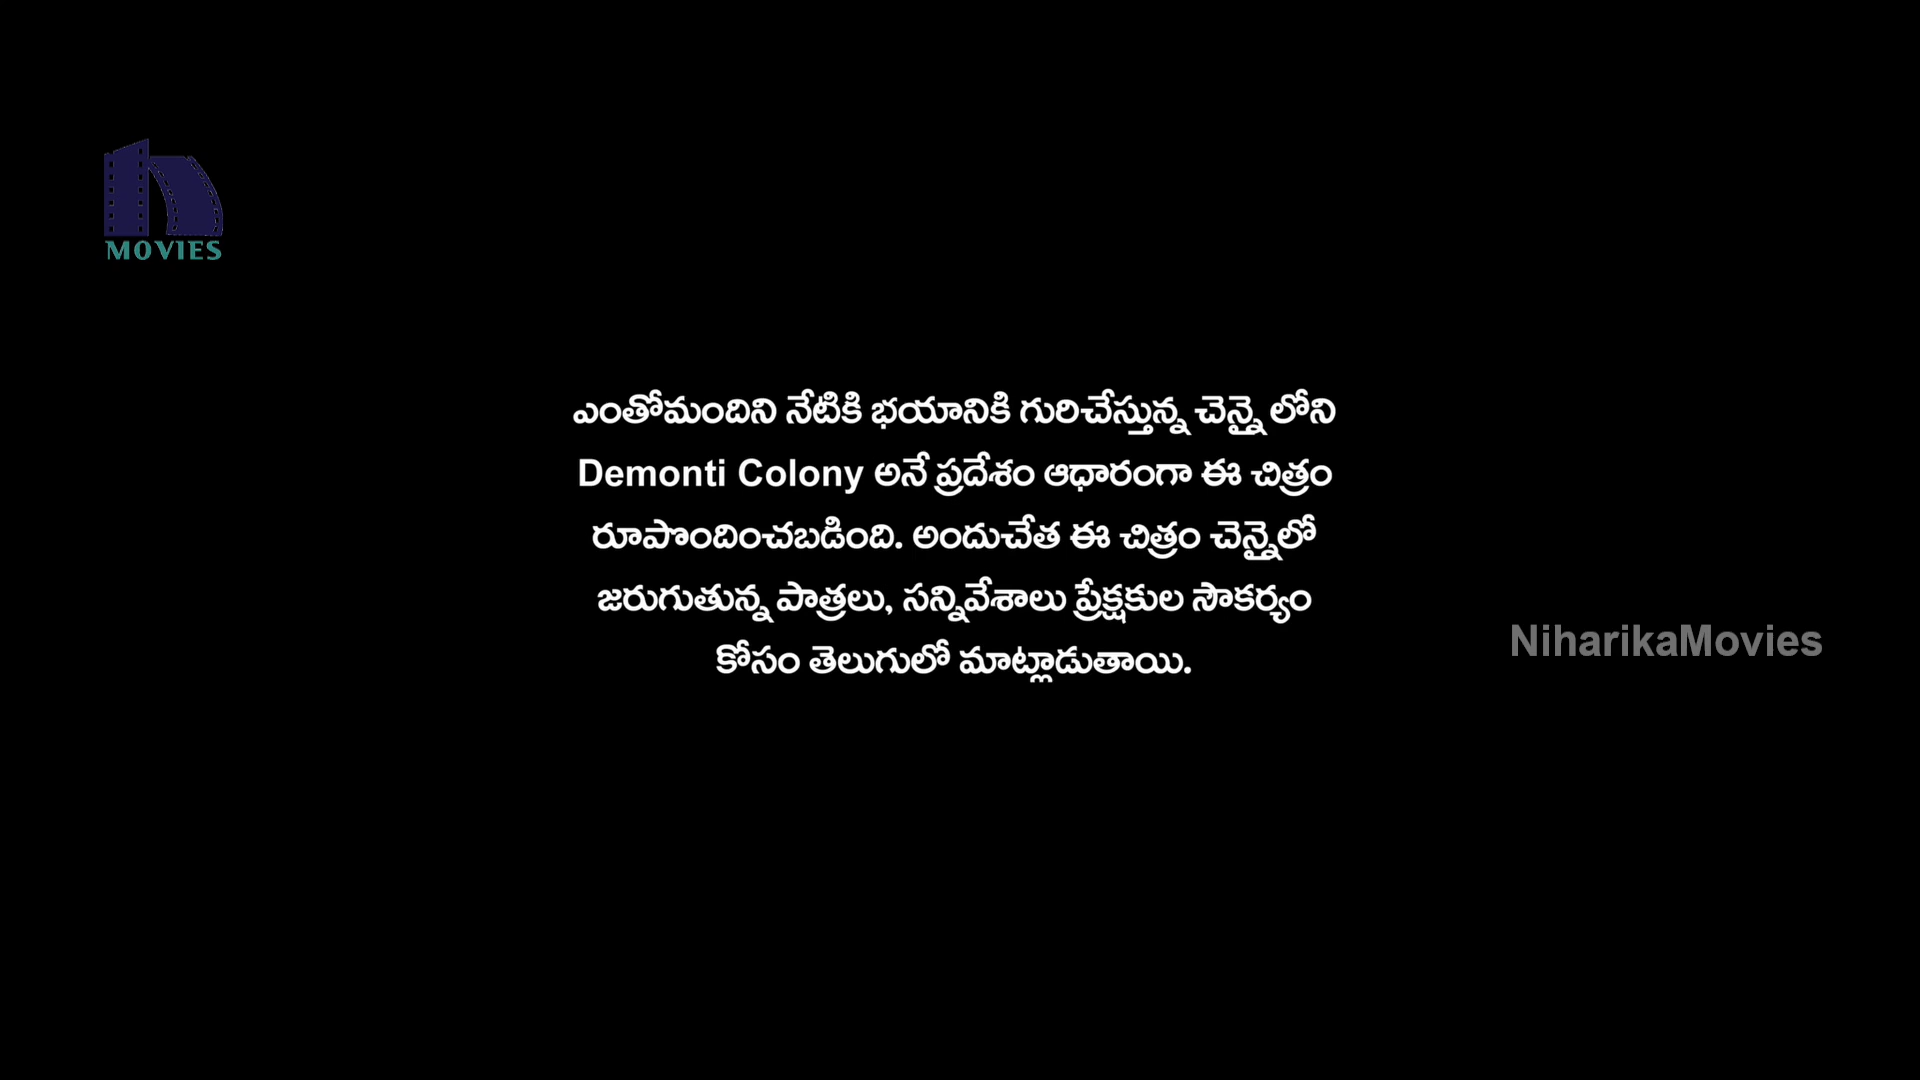 MOVIES
ఎంతోమందిని నేటికి భయానికి గురిచేస్తున్న చెన్నై లోని
Demonti Colony అనే ప్రదేశం ఆధారంగా ఈ చిత్రం
రూపొందించబడింది. అందుచేత ఈ చిత్రం చెన్నైలో
జరుగుతున్న పాత్రలు, సన్నివేశాలు ప్రేక్షకుల సౌకర్యం
కోసం తెలుగులో మాట్లాడుతాయి.
NiharikaMovies